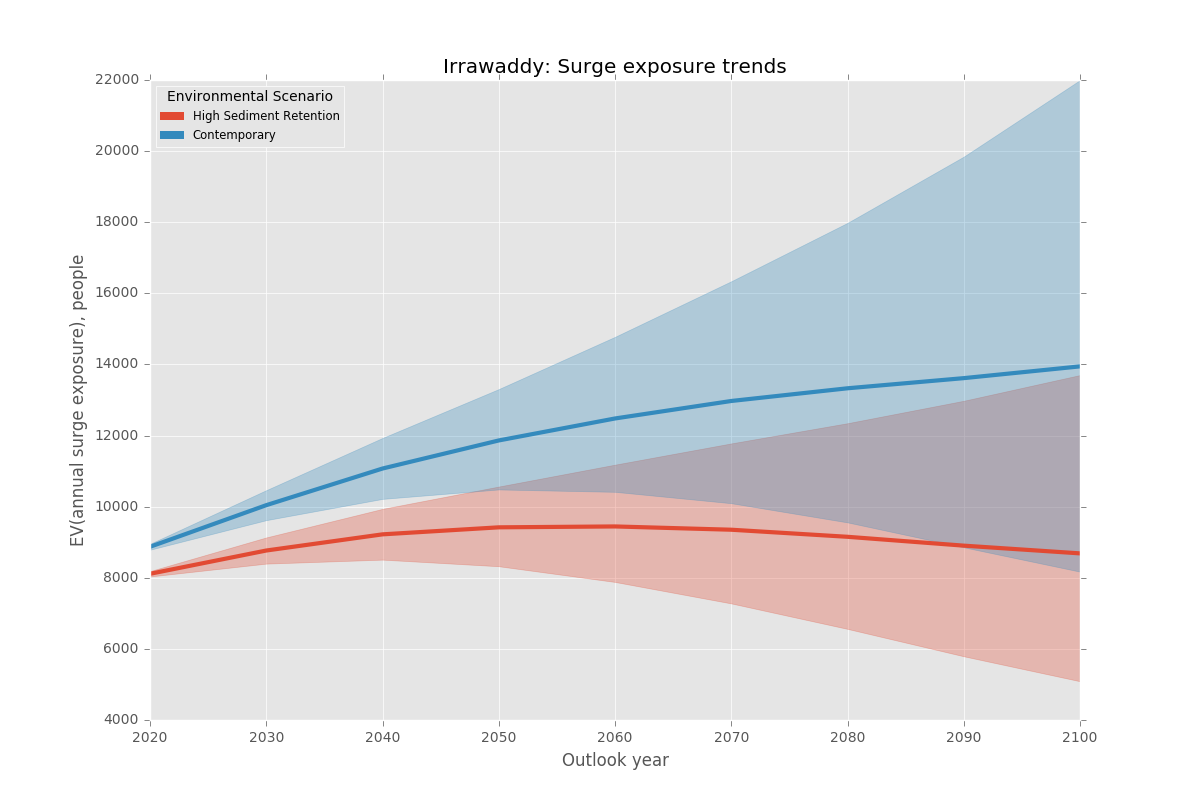 Irrawaddy: Surge exposure trends
Environmental Scenario
High Sediment Retention
Contemporary
EV(annual surge exposure), people
22000
20000
18000
16000
14000
12000
10000
8000
6000
4000
2020 2030 2040 2050 2060 2070 2080 2090 2100
Outlook year